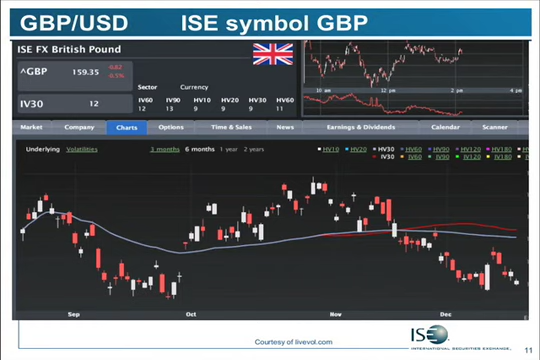 GBP/USD ISE symbol GBP
ISE FX British Pound
^GBP 159.35 -0.82
-0.5%
Sector Currency
IV30 12
IV60 IV90 HV10 HV20 HV30 HV60
12 13 9 9 9 11
10 am 12 pm 2 pm 4 pm
Market Company Charts Options Time & Sales News Earnings & Dividends Calendar Scanner
Underlying Volatilities 3 months 6 months 1 year 2 years
HV10 HV20 HV30 HV60 HV90 HV120 HV180
IV30 IV60 IV90 IV120 IV180
Sep Oct Nov Dec
Courtesy of livevol.com
ISE
INTERNATIONAL SECURITIES EXCHANGE
11